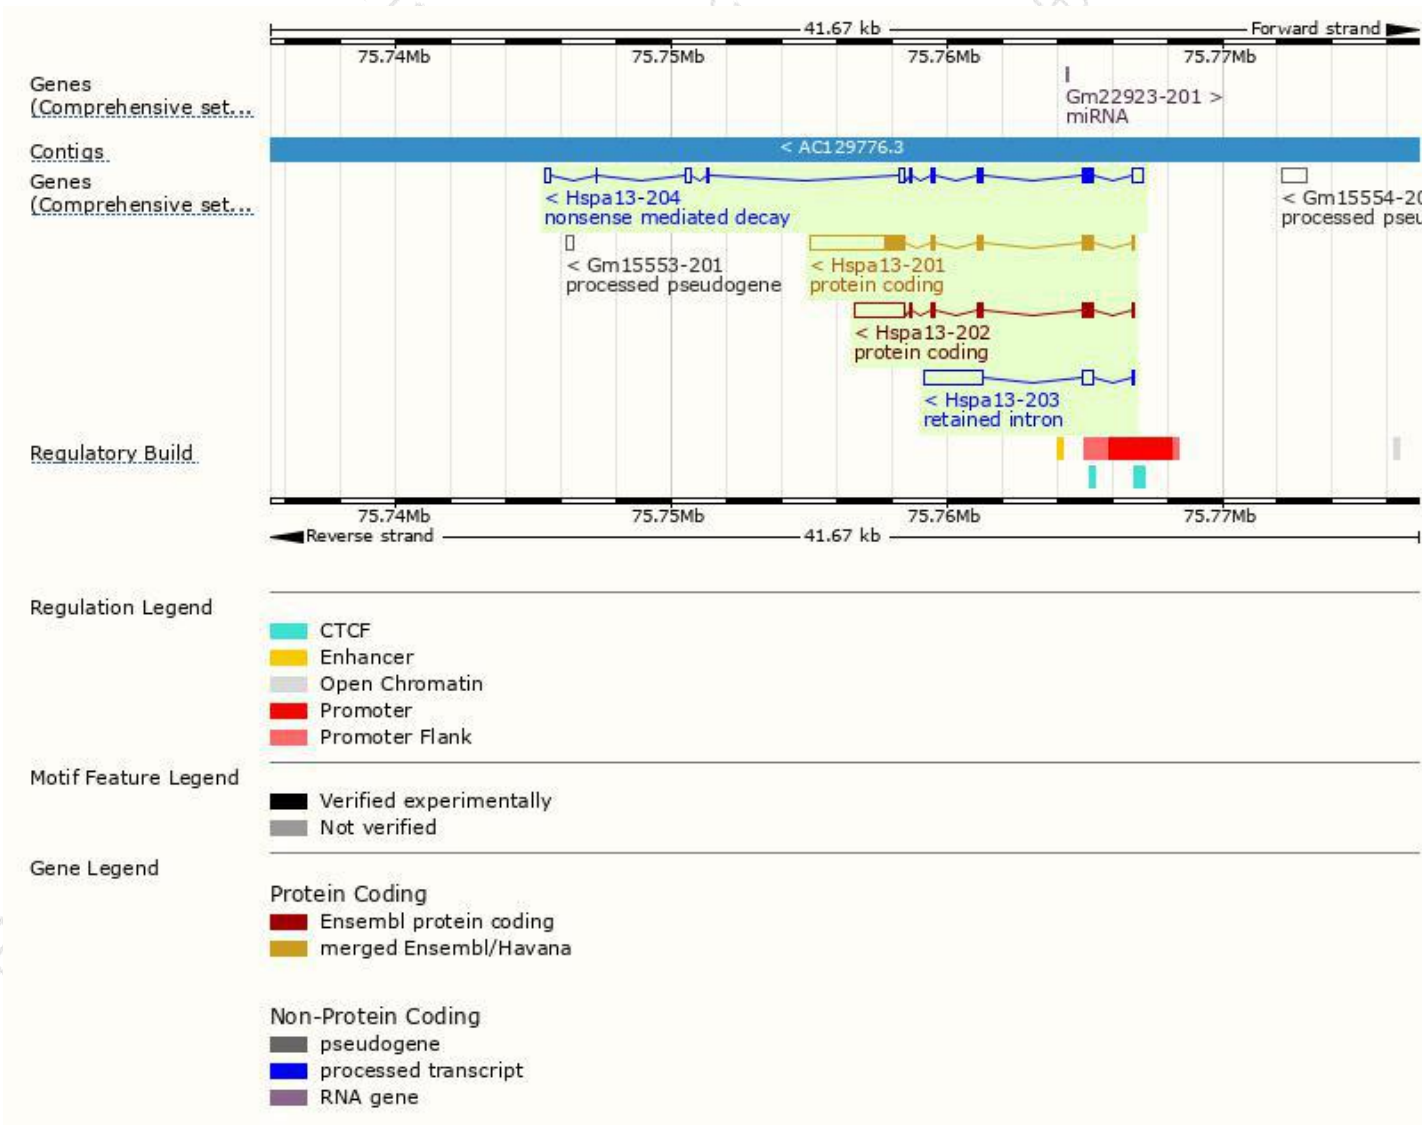 41.67 kb
Forward strand
75.74Mb 75.75Mb 75.76Mb 75.77Mb
Genes
(Comprehensive set...
Gm22923-201 >
miRNA
Contigs
< AC129776.3
Genes
(Comprehensive set...
< Hspa13-204
nonsense mediated decay
< Gm15554-20
processed pseu
< Gm15553-201
processed pseudogene
< Hspa13-201
protein coding
< Hspa13-202
protein coding
< Hspa13-203
retained intron
Regulatory Build
75.74Mb 75.75Mb 75.76Mb 75.77Mb
Reverse strand
41.67 kb
Regulation Legend
CTCF
Enhancer
Open Chromatin
Promoter
Promoter Flank
Motif Feature Legend
Verified experimentally
Not verified
Gene Legend
Protein Coding
Ensembl protein coding
merged Ensembl/Havana
Non-Protein Coding
pseudogene
processed transcript
RNA gene